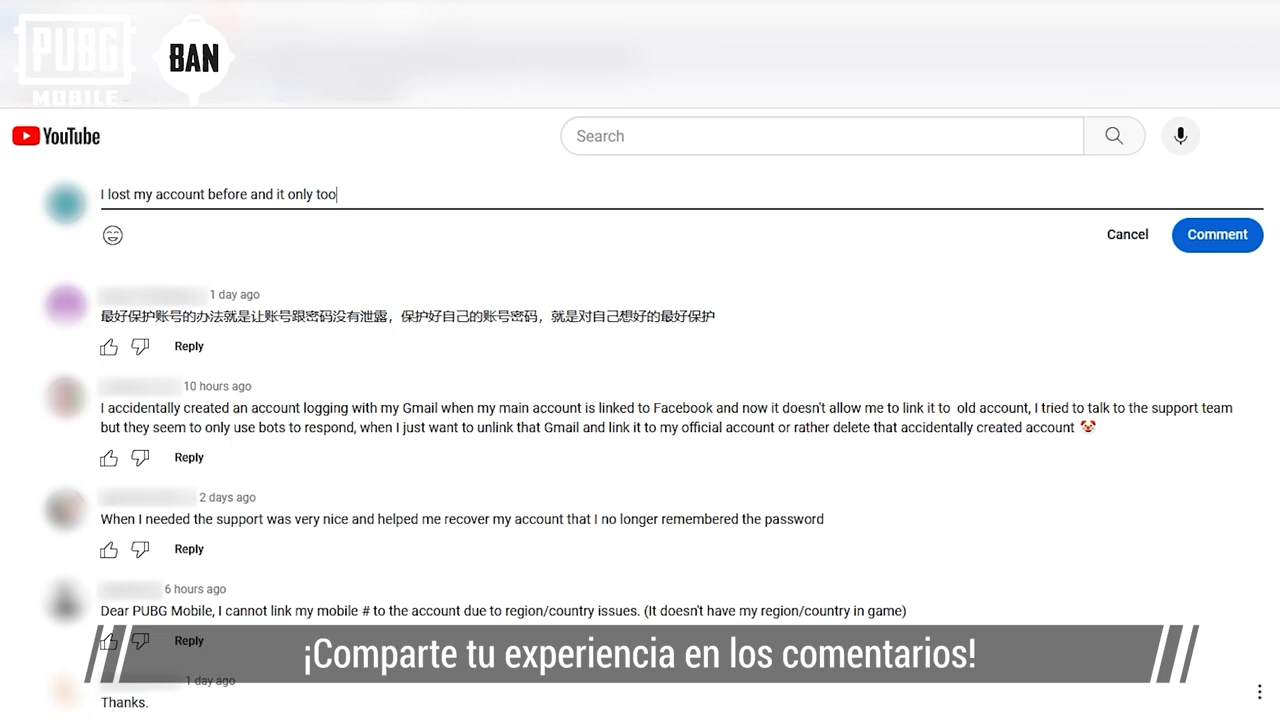 PUBG
MOBILE
BAN
YouTube
Search
I lost my account before and it only too
Cancel
Comment
1 day ago
最好保护账号的办法就是让账号跟密码没有泄露，保护好自己的账号密码，就是对自己想好的最好保护
Reply
10 hours ago
I accidentally created an account logging with my Gmail when my main account is linked to Facebook and now it doesn't allow me to link it to old account, I tried to talk to the support team
but they seem to only use bots to respond, when I just want to unlink that Gmail and link it to my official account or rather delete that accidentally created account 🤡
Reply
2 days ago
When I needed the support was very nice and helped me recover my account that I no longer remembered the password
Reply
6 hours ago
Dear PUBG Mobile, I cannot link my mobile # to the account due to region/country issues. (It doesn't have my region/country in game)
Reply
¡Comparte tu experiencia en los comentarios!
1 day ago
Thanks.